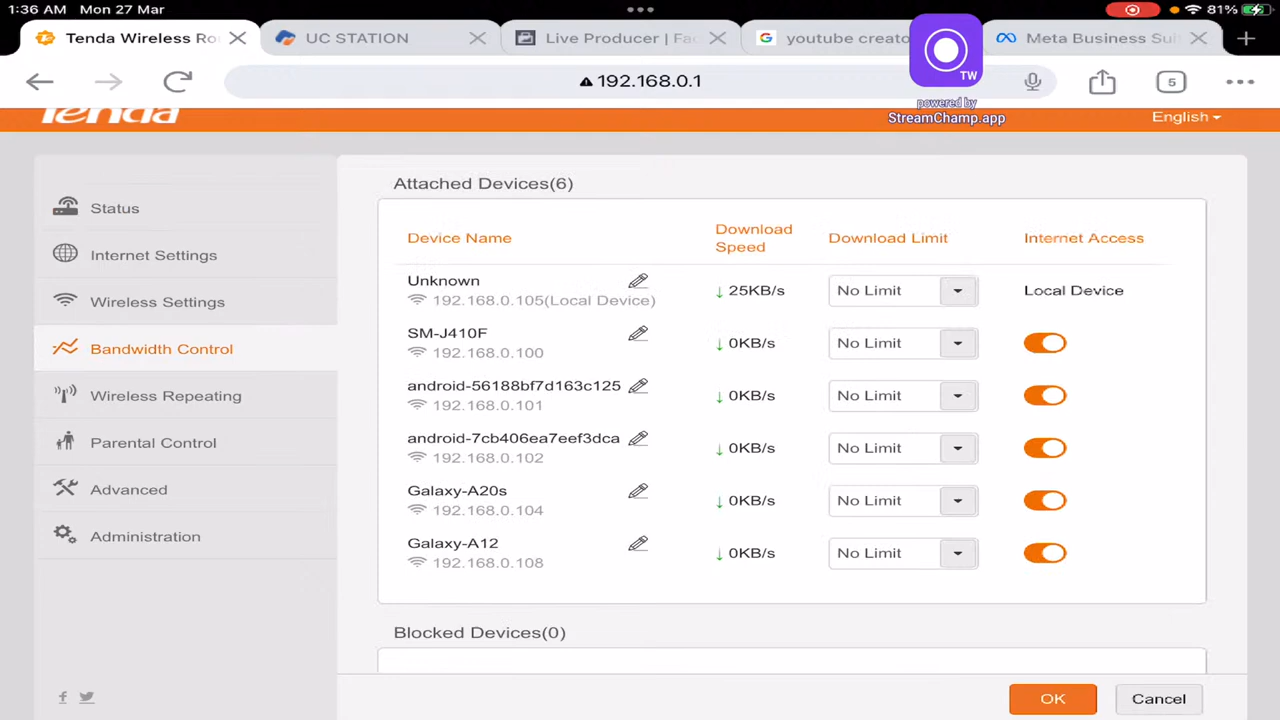 1:36 AM Mon 27 Mar
81%
Tenda Wireless Ro
UC STATION
Live Producer | Fac
youtube creato
Meta Business Sui
192.168.0.1
5
TW
powered by
StreamChamp.app
Tenda
English
Status
Internet Settings
Wireless Settings
Bandwidth Control
Wireless Repeating
Parental Control
Advanced
Administration
Attached Devices(6)
Device Name
Download Speed
Download Limit
Internet Access
Unknown
192.168.0.105(Local Device)
↓ 25KB/s
No Limit
Local Device
SM-J410F
192.168.0.100
↓ 0KB/s
No Limit
android-56188bf7d163c125
192.168.0.101
↓ 0KB/s
No Limit
android-7cb406ea7eef3dca
192.168.0.102
↓ 0KB/s
No Limit
Galaxy-A20s
192.168.0.104
↓ 0KB/s
No Limit
Galaxy-A12
192.168.0.108
↓ 0KB/s
No Limit
Blocked Devices(0)
OK
Cancel